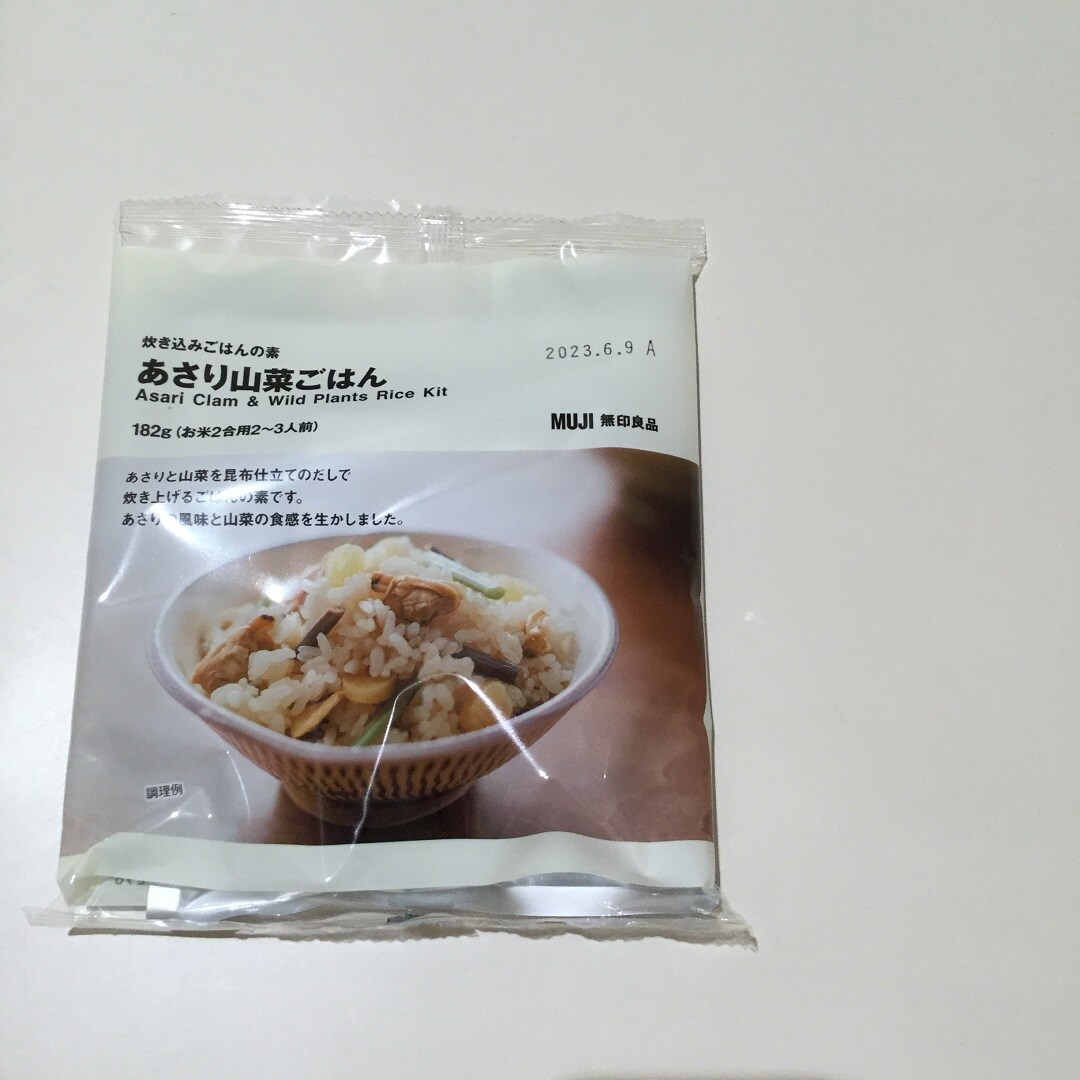 炊き込みごはんの素
2023.6.9 A
あさり山菜ごはん
Asari Clam & Wild Plants Rice Kit
182g（お米2合用2～3人前）
MUJI 無印良品
あさりと山菜を昆布仕立てのだしで
炊き上げるごはんの素です。
あさりの風味と山菜の食感を生かしました。
調理例